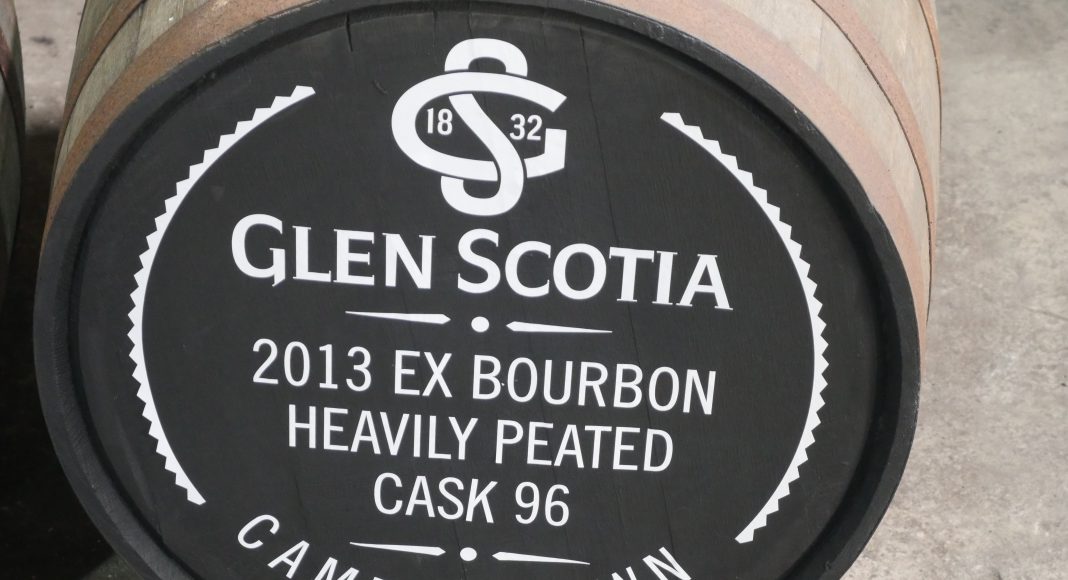 18 32
GLEN SCOTIA
2013 EX BOURBON
HEAVILY PEATED
CASK 96